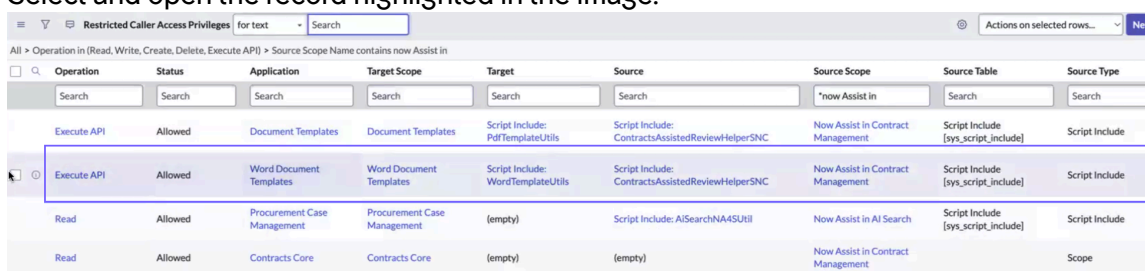 Select and open the record highlighted in the image.
Restricted Caller Access Privileges for text Search Actions on selected rows... Ne
All > Operation in (Read, Write, Create, Delete, Execute API) > Source Scope Name contains now Assist in
Operation Status Application Target Scope Target Source Source Scope Source Table Source Type
Search Search Search Search Search Search *now Assist in Search Search
Execute API Allowed Document Templates Document Templates Script Include: PdfTemplateUtils Script Include: ContractsAssistedReviewHelperSNC Now Assist in Contract Management Script Include [sys_script_include] Script Include
Execute API Allowed Word Document Templates Word Document Templates Script Include: WordTemplateUtils Script Include: ContractsAssistedReviewHelperSNC Now Assist in Contract Management Script Include [sys_script_include] Script Include
Read Allowed Procurement Case Management Procurement Case Management (empty) Script Include: AiSearchNA4SUtil Now Assist in AI Search Script Include [sys_script_include] Script Include
Read Allowed Contracts Core Contracts Core (empty) (empty) Now Assist in Contract Management Scope